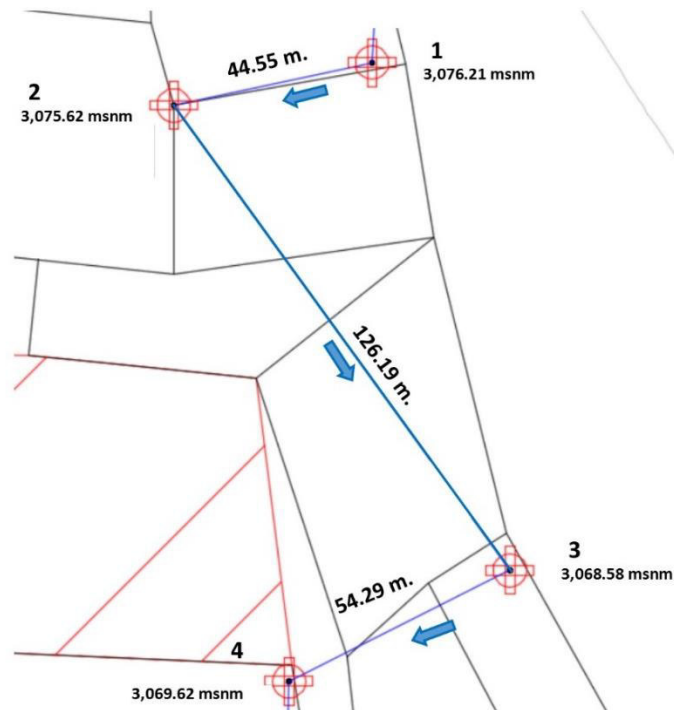 1
44.55 m.
3,076.21 msnm
2
3,075.62 msnm
126.19 m.
3
3,068.58 msnm
54.29 m.
4
3,069.62 msnm